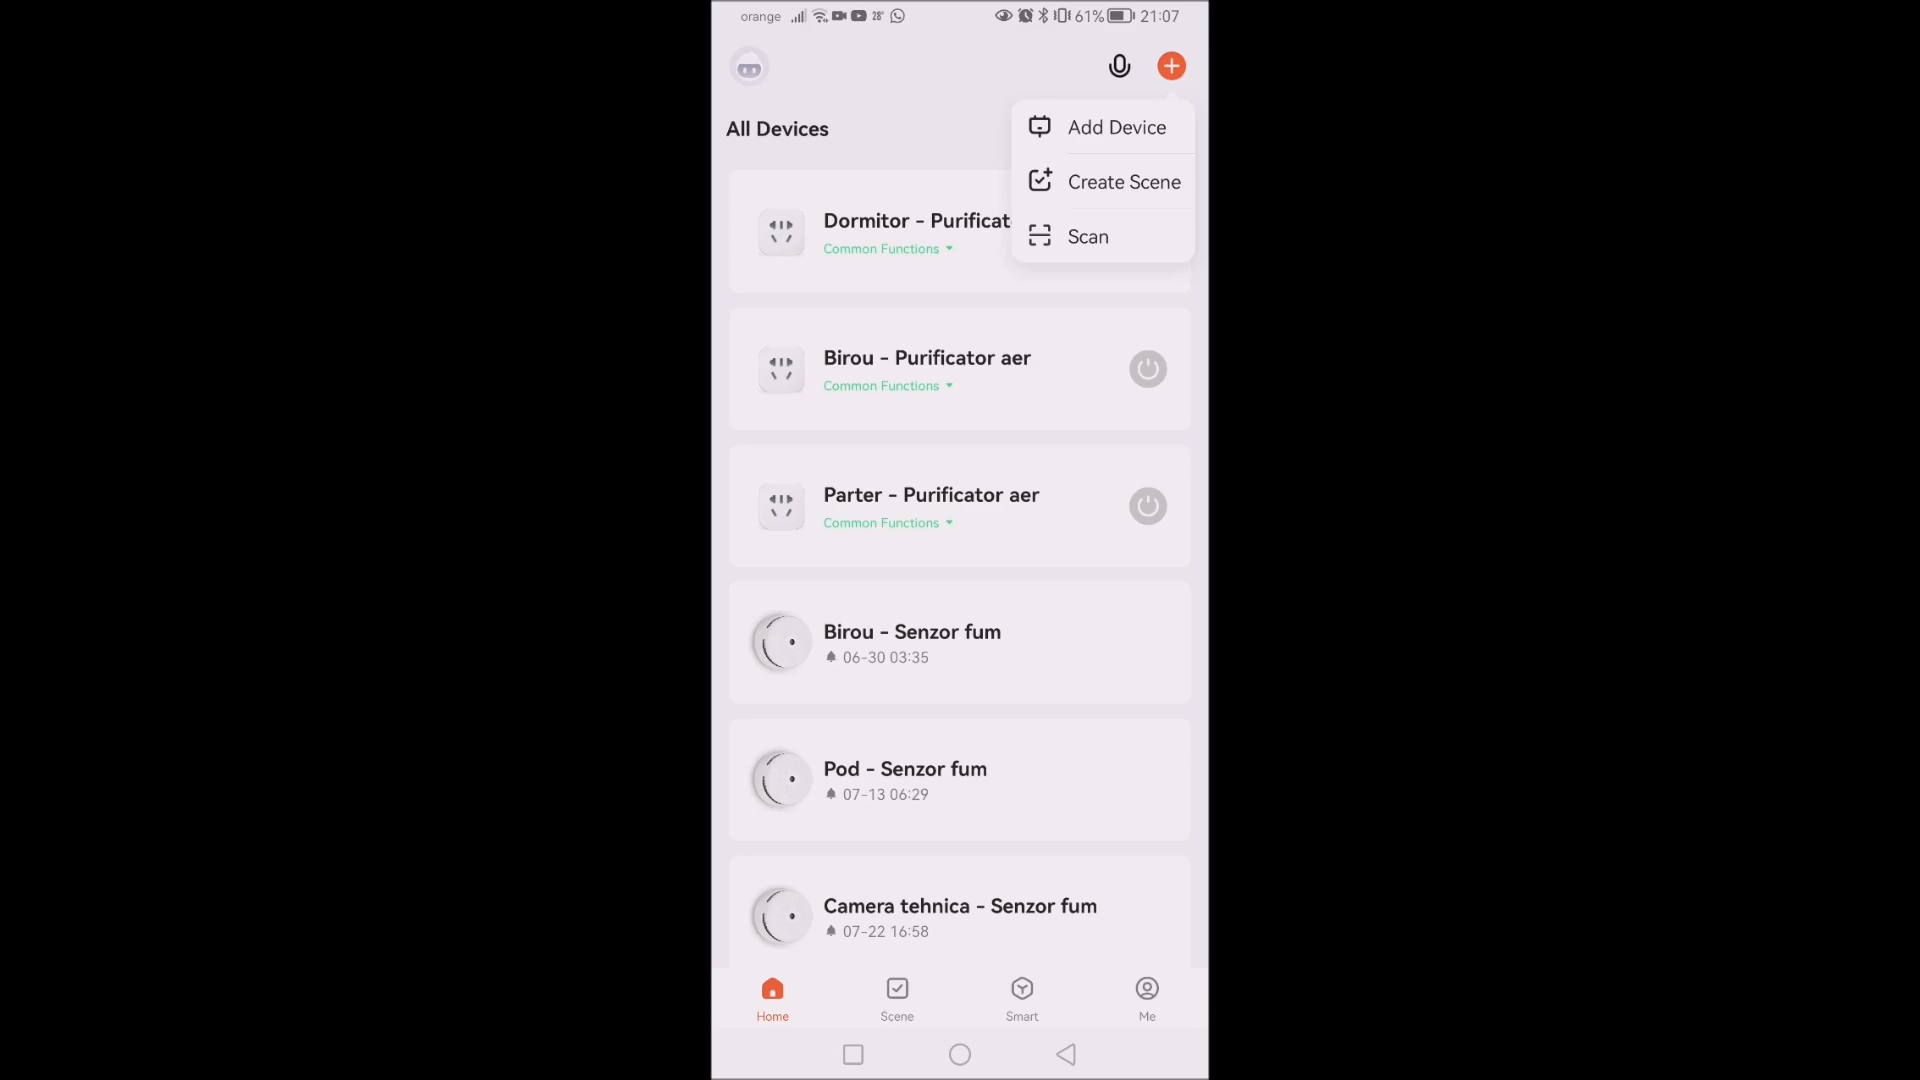 orange 28° 61% 21:07
All Devices
Add Device
Create Scene
Scan
Dormitor - Purificat
Common Functions
Birou - Purificator aer
Common Functions
Parter - Purificator aer
Common Functions
Birou - Senzor fum
06-30 03:35
Pod - Senzor fum
07-13 06:29
Camera tehnica - Senzor fum
07-22 16:58
Home Scene Smart Me